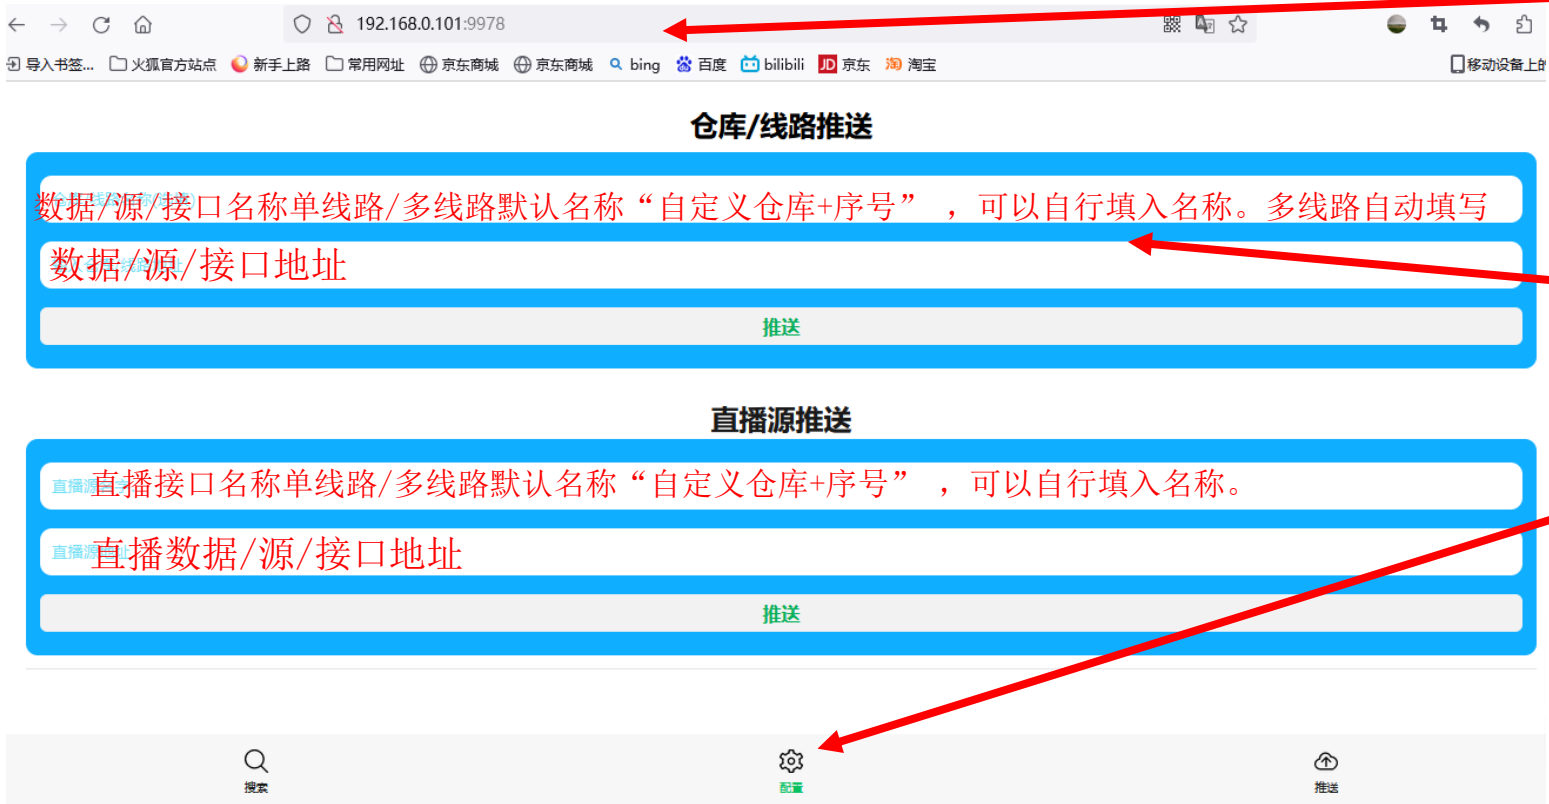 192.168.0.101:9978
导入书签... 火狐官方站点 新手上路 常用网址 京东商城 京东商城 bing 百度 bilibili JD 京东 淘 淘宝 移动设备上的
仓库/线路推送
数据/源/接口名称单线路/多线路默认名称“自定义仓库+序号” ，可以自行填入名称。多线路自动填写
数据/源/接口地址
推送
直播源推送
直播接口名称单线路/多线路默认名称“自定义仓库+序号” ，可以自行填入名称。
直播数据/源/接口地址
推送
搜索 配置 推送